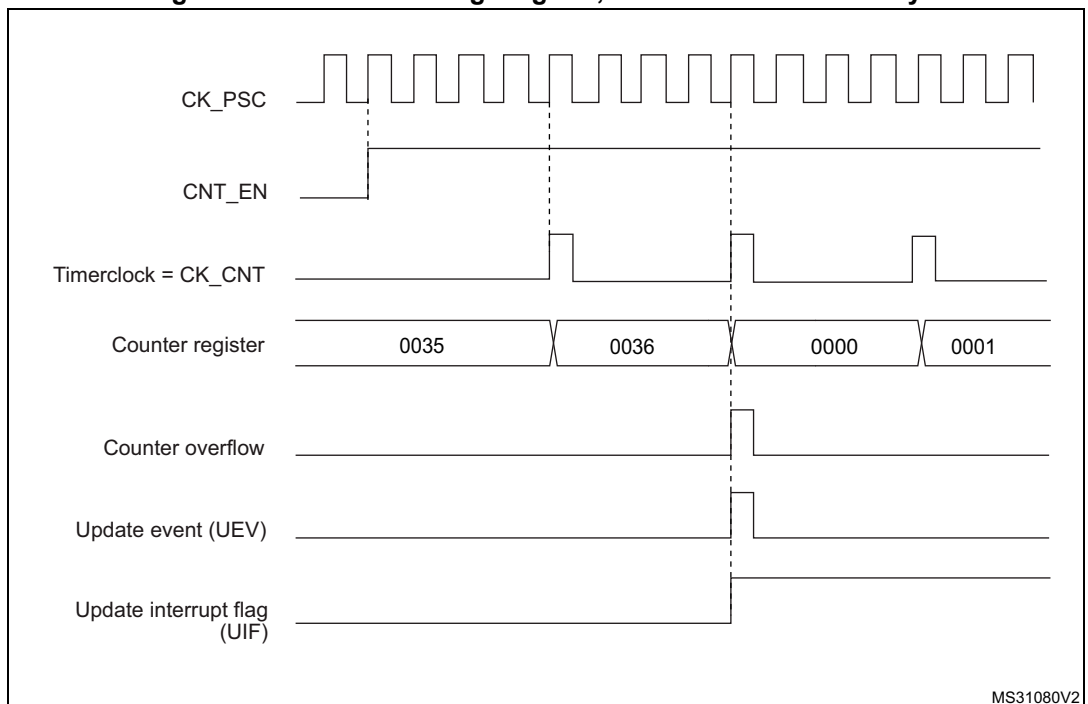 CK_PSC
CNT_EN
Timerclock = CK_CNT
Counter register
0035
0036
0000
0001
Counter overflow
Update event (UEV)
Update interrupt flag
(UIF)
MS31080V2